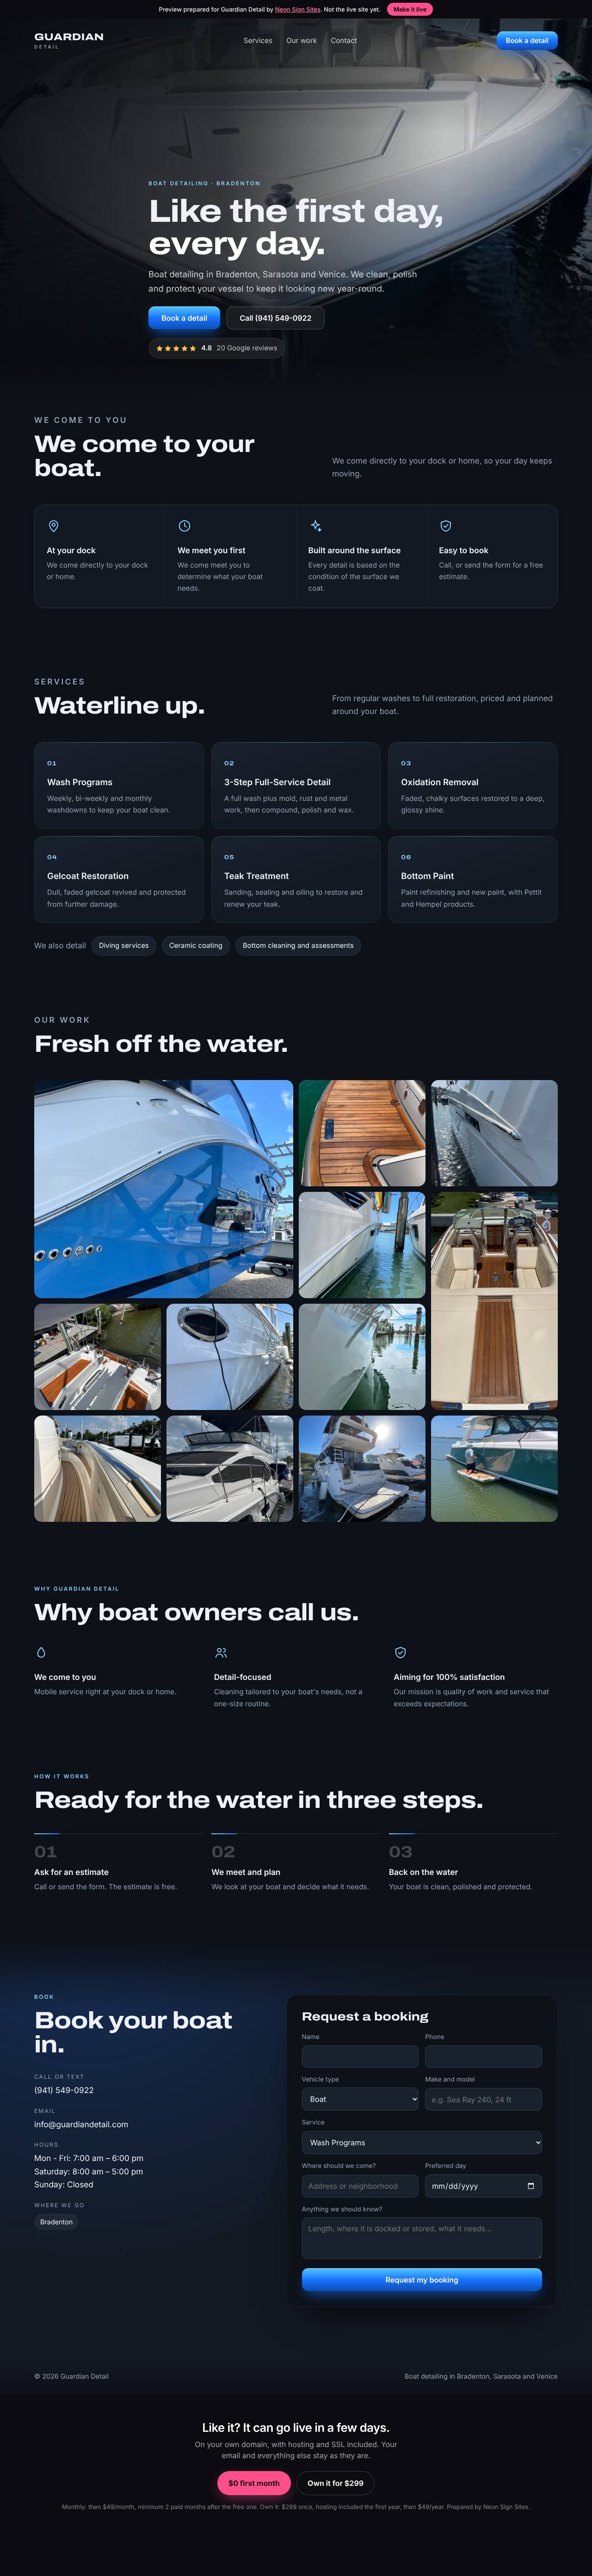 Preview prepared for Guardian Detail by Neon Sign Sites. Not the live site yet. Make it live
GUARDIAN
DETAIL
Services Our work Contact
Book a detail
BOAT DETAILING · BRADENTON
Like the first day,
every day.
Boat detailing in Bradenton, Sarasota and Venice. We clean, polish
and protect your vessel to keep it looking new year-round.
Book a detail Call (941) 549-0922
★★★★★ 4.8 20 Google reviews
WE COME TO YOU
We come to your
boat.
We come directly to your dock or home, so your day keeps
moving.
At your dock
We come directly to your dock
or home.
We meet you first
We come meet you to
determine what your boat
needs.
Built around the surface
Every detail is based on the
condition of the surface we
coat.
Easy to book
Call, or send the form for a free
estimate.
SERVICES
Waterline up.
From regular washes to full restoration, priced and planned
around your boat.
01
Wash Programs
Weekly, bi-weekly and monthly
washdowns to keep your boat clean.
02
3-Step Full-Service Detail
A full wash plus mold, rust and metal
work, then compound, polish and wax.
03
Oxidation Removal
Faded, chalky surfaces restored to a deep,
glossy shine.
04
Gelcoat Restoration
Dull, faded gelcoat revived and protected
from further damage.
05
Teak Treatment
Sanding, sealing and oiling to restore and
renew your teak.
06
Bottom Paint
Paint refinishing and new paint, with Pettit
and Hempel products.
We also detail Diving services Ceramic coating Bottom cleaning and assessments
OUR WORK
Fresh off the water.
WHY GUARDIAN DETAIL
Why boat owners call us.
We come to you
Mobile service right at your dock or home.
Detail-focused
Cleaning tailored to your boat's needs, not a
one-size routine.
Aiming for 100% satisfaction
Our mission is quality of work and service that
exceeds expectations.
HOW IT WORKS
Ready for the water in three steps.
01
Ask for an estimate
Call or send the form. The estimate is free.
02
We meet and plan
We look at your boat and decide what it needs.
03
Back on the water
Your boat is clean, polished and protected.
BOOK
Book your boat
in.
CALL OR TEXT
(941) 549-0922
EMAIL
info@guardiandetail.com
HOURS
Mon - Fri: 7:00 am – 6:00 pm
Saturday: 8:00 am – 5:00 pm
Sunday: Closed
WHERE WE GO
Bradenton
Request a booking
Name Phone
Vehicle type Make and model
Boat e.g. Sea Ray 240, 24 ft
Service
Wash Programs
Where should we come? Preferred day
Address or neighborhood mm/dd/yyyy
Anything we should know?
Length, where it is docked or stored, what it needs...
Request my booking
© 2026 Guardian Detail
Boat detailing in Bradenton, Sarasota and Venice
Like it? It can go live in a few days.
On your own domain, with hosting and SSL included. Your
email and everything else stay as they are.
$0 first month Own it for $299
Monthly: then $49/month, minimum 2 paid months after the free one. Own it: $299 once, hosting included the first year, then $49/year. Prepared by Neon Sign Sites.